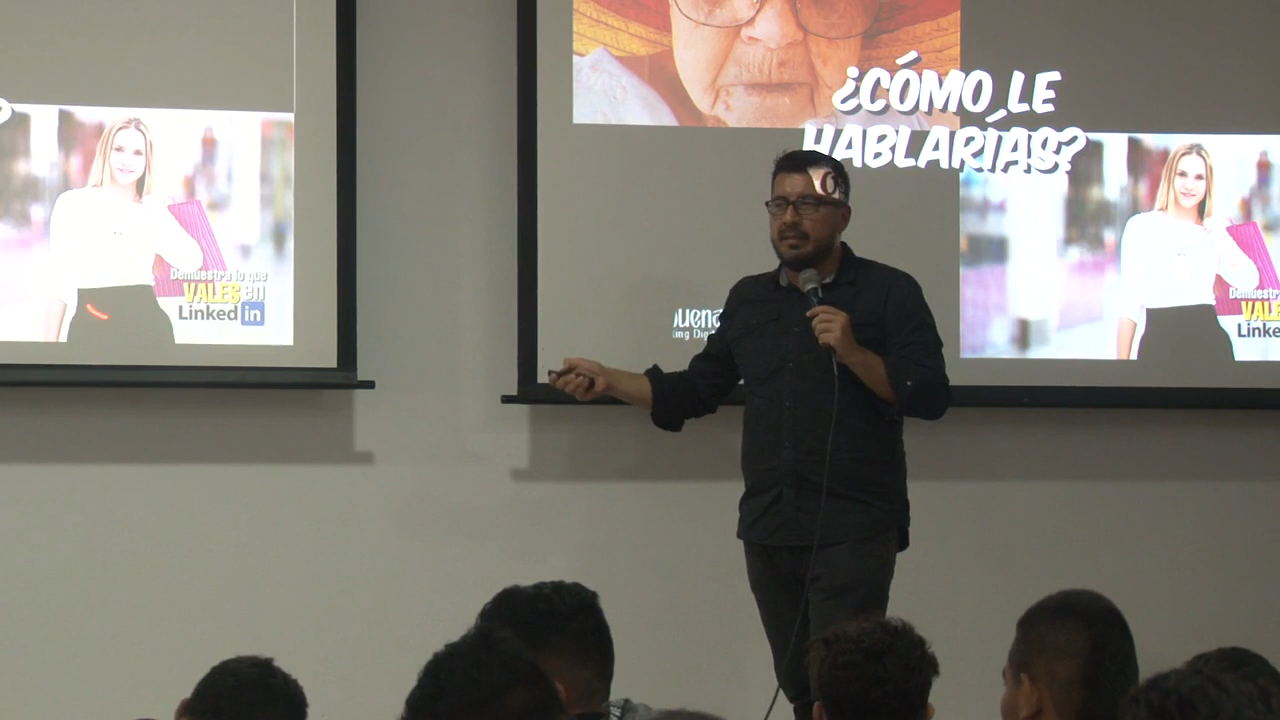 Demuestra lo que
VALES en
Linked in
¿CÓMO LE
HABLARÍAS?